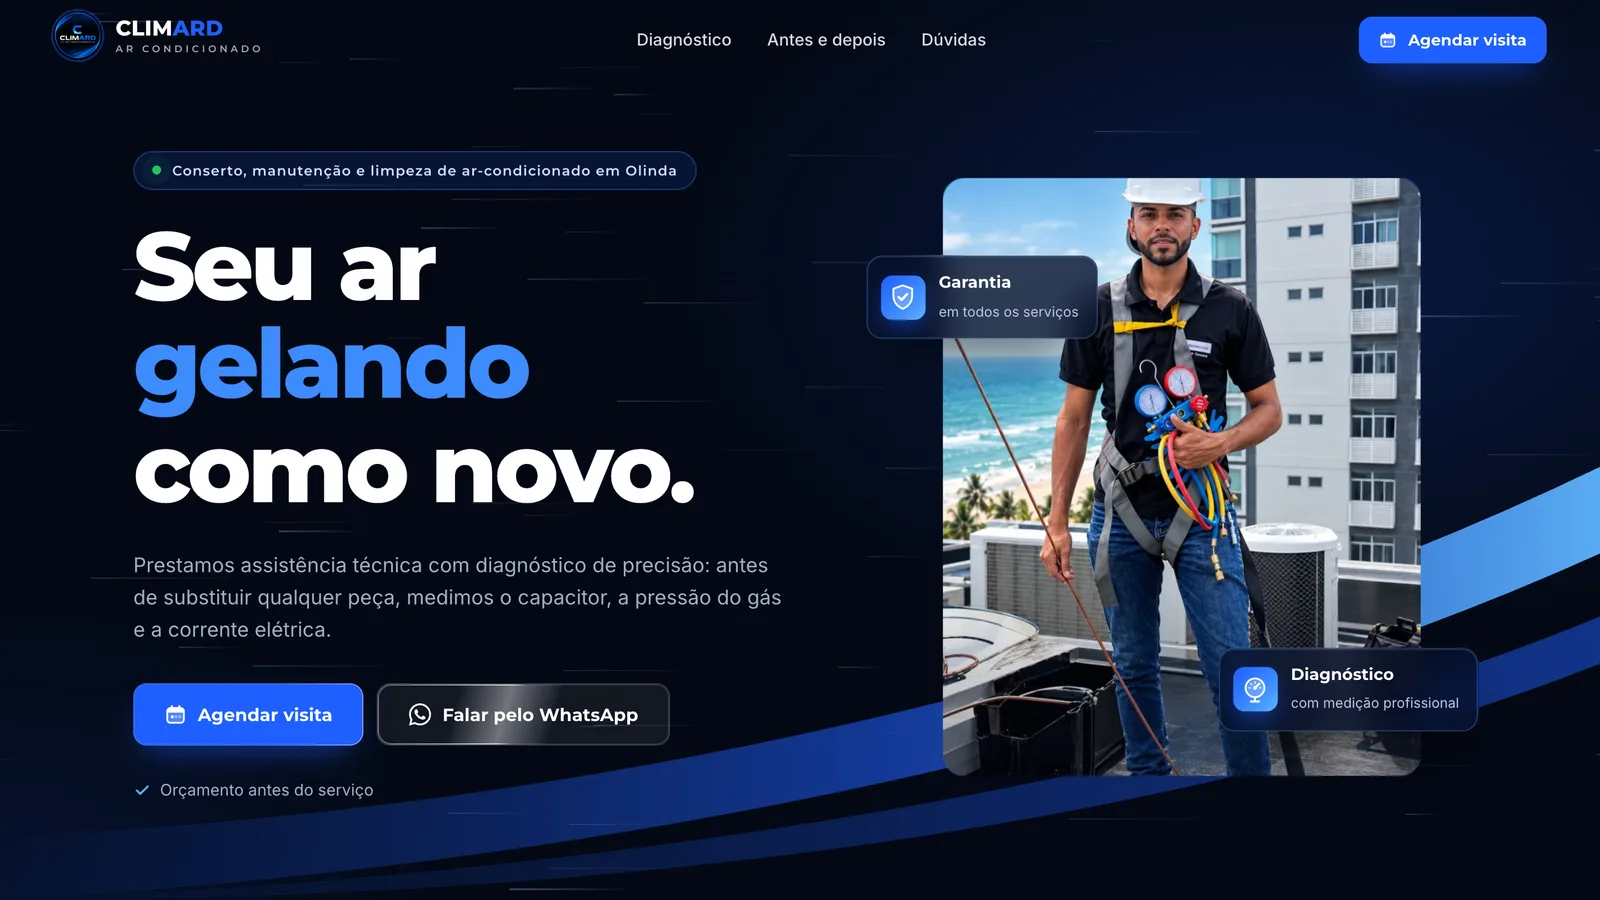 CLIMARD
CLIMARD
AR CONDICIONADO
Diagnóstico
Antes e depois
Dúvidas
Agendar visita
Conserto, manutenção e limpeza de ar-condicionado em Olinda
Seu ar
gelando
como novo.
Garantia
em todos os serviços
Prestamos assistência técnica com diagnóstico de precisão: antes
de substituir qualquer peça, medimos o capacitor, a pressão do gás
e a corrente elétrica.
Diagnóstico
com medição profissional
Agendar visita
Falar pelo WhatsApp
Orçamento antes do serviço